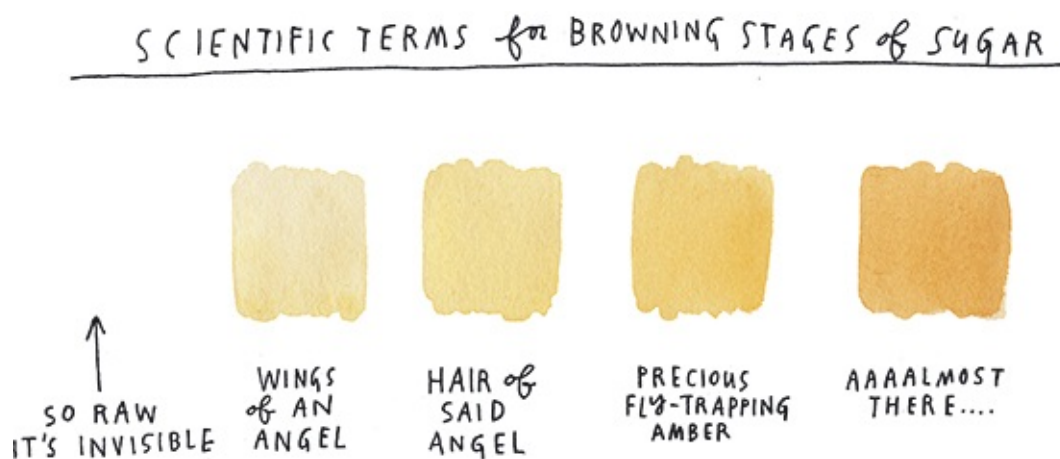 SCIENTIFIC TERMS for BROWNING STAGES of SUGAR
SO RAW
IT'S INVISIBLE
WINGS
of AN
ANGEL
HAIR of
SAID
ANGEL
PRECIOUS
FLY-TRAPPING
AMBER
AAAALMOST
THERE....